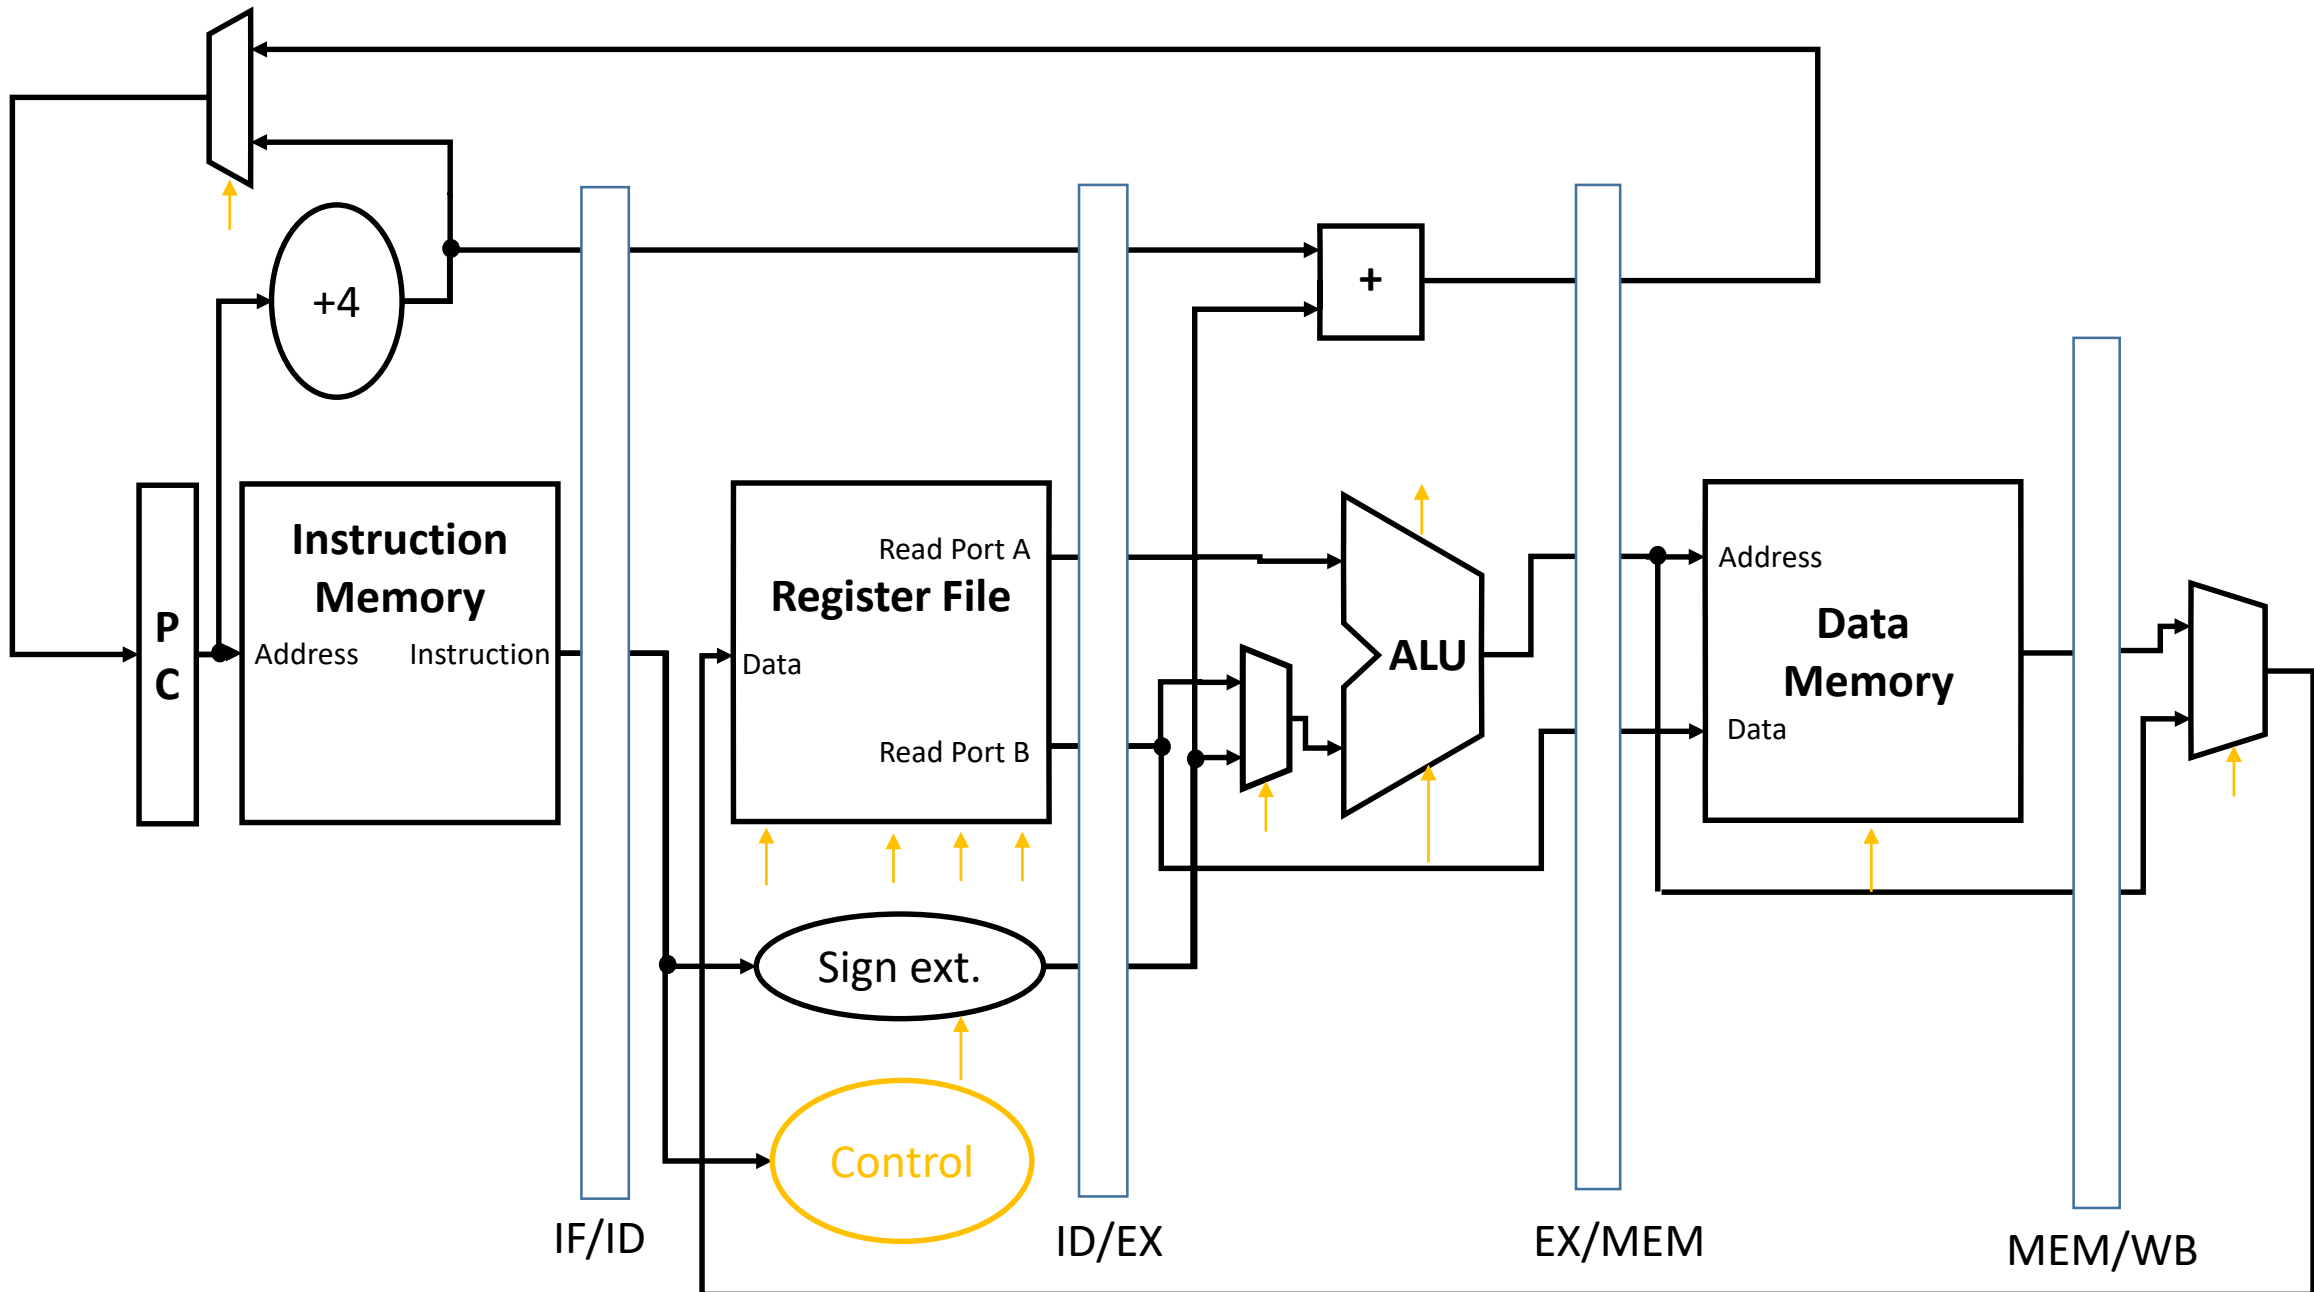 +4
+
P
C
Instruction
Memory
Address
Instruction
Read Port A
Register File
Data
Read Port B
ALU
Address
Data
Memory
Data
Sign ext.
Control
IF/ID
ID/EX
EX/MEM
MEM/WB